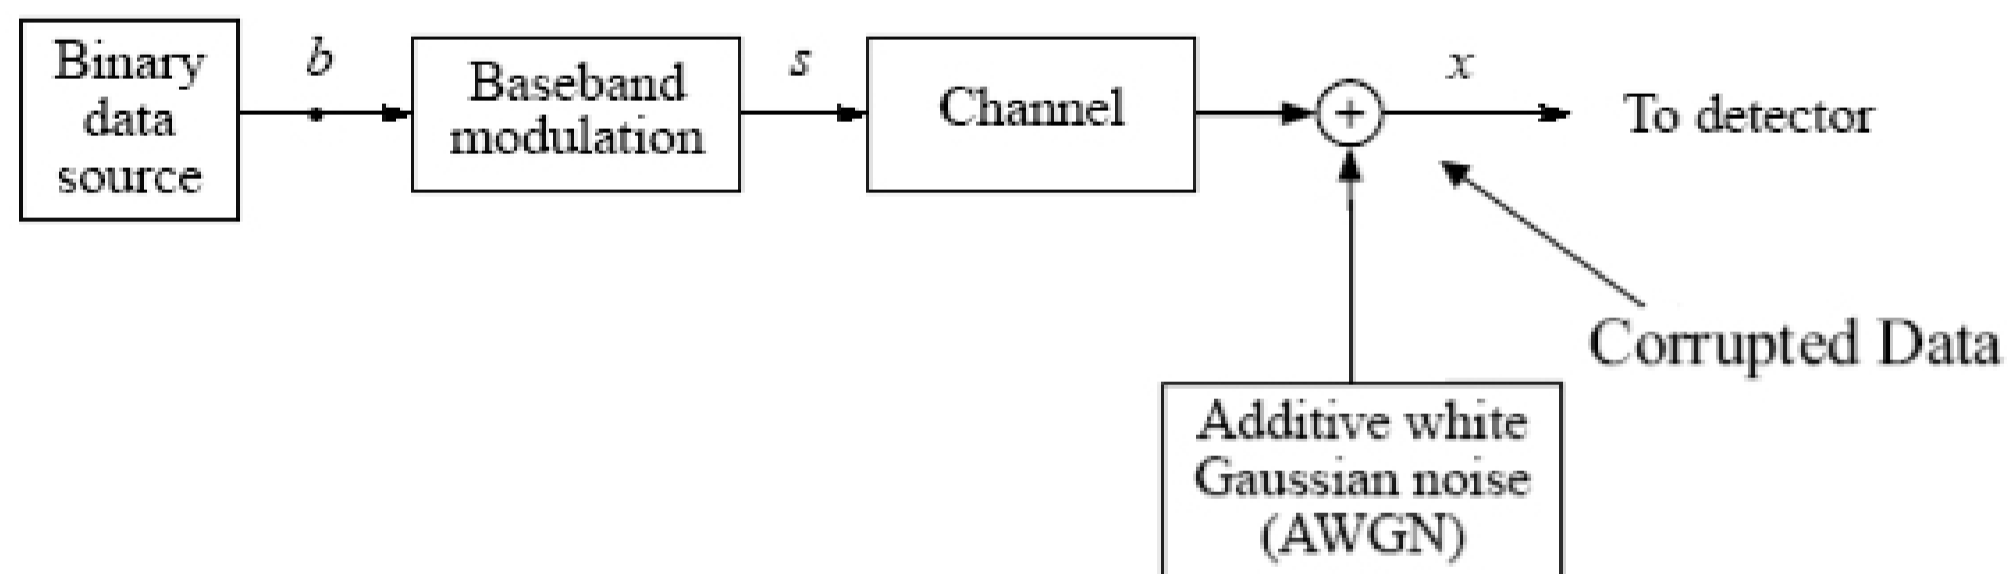 Binary
data
source
b
Baseband
modulation
s
Channel
+
x
To detector
Corrupted Data
Additive white
Gaussian noise
(AWGN)